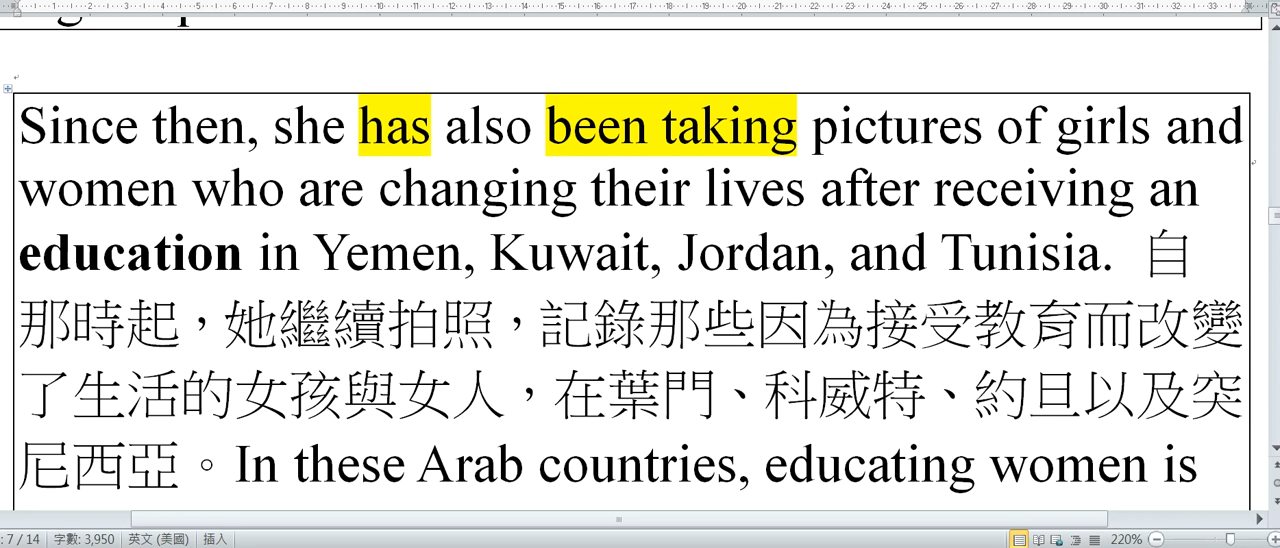 Since then, she has also been taking pictures of girls and
women who are changing their lives after receiving an
education in Yemen, Kuwait, Jordan, and Tunisia. 自
那時起，她繼續拍照，記錄那些因為接受教育而改變
了生活的女孩與女人，在葉門、科威特、約旦以及突
尼西亞。In these Arab countries, educating women is
: 7 / 14 字數: 3,950 英文 (美國) 插入 220%